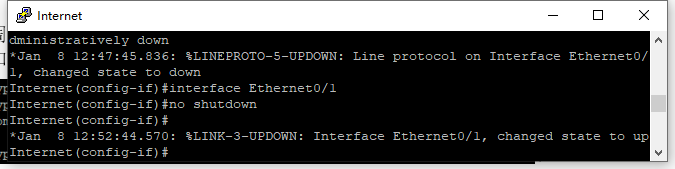 Internet
dministratively down
*Jan  8 12:47:45.836: %LINEPROTO-5-UPDOWN: Line protocol on Interface Ethernet0/
1, changed state to down
Internet(config-if)#interface Ethernet0/1
Internet(config-if)#no shutdown
Internet(config-if)#
*Jan  8 12:52:44.570: %LINK-3-UPDOWN: Interface Ethernet0/1, changed state to up
Internet(config-if)#